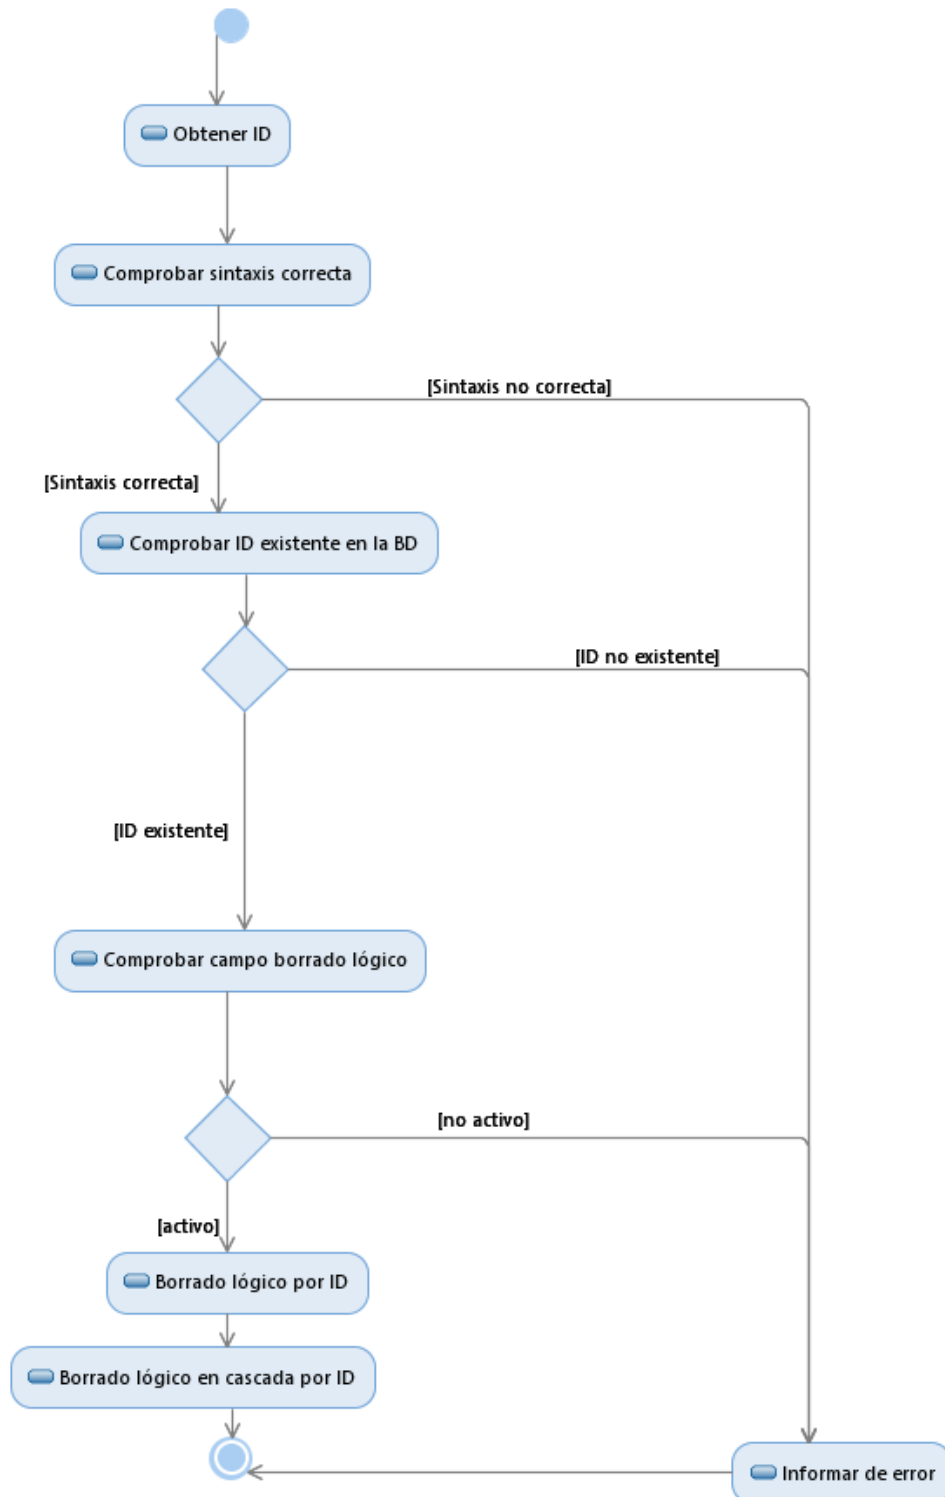 Obtener ID
Comprobar sintaxis correcta
[Sintaxis no correcta]
[Sintaxis correcta]
Comprobar ID existente en la BD
[ID no existente]
[ID existente]
Comprobar campo borrado lógico
[no activo]
[activo]
Borrado lógico por ID
Borrado lógico en cascada por ID
Informar de error